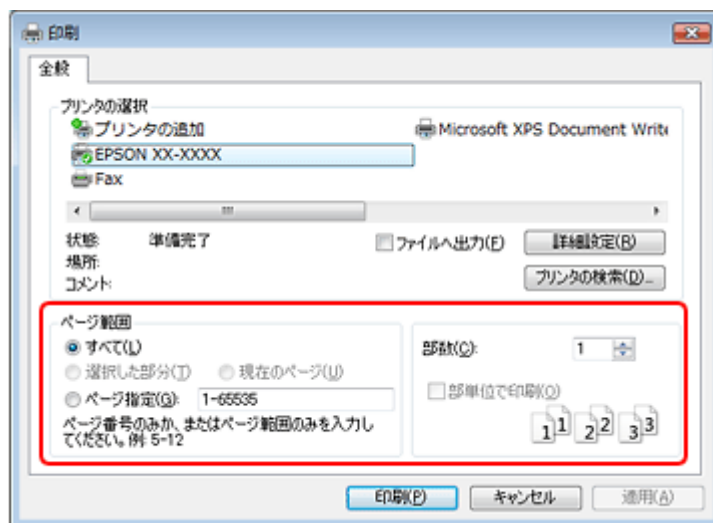 印刷
全般
プリンタの選択
プリンタの追加
Microsoft XPS Document Write
EPSON XX-XXXX
Fax
状態: 準備完了
ファイルへ出力(F)
詳細設定(R)
場所:
コメント:
プリンタの検索(D)...
ページ範囲
すべて(L)
選択した部分(T)
現在のページ(U)
ページ指定(G): 1-65535
ページ番号のみか、またはページ範囲のみを入力し
てください。例: 5-12
部数(C): 1
部単位で印刷(O)
11 22 33
印刷(P)
キャンセル
適用(A)